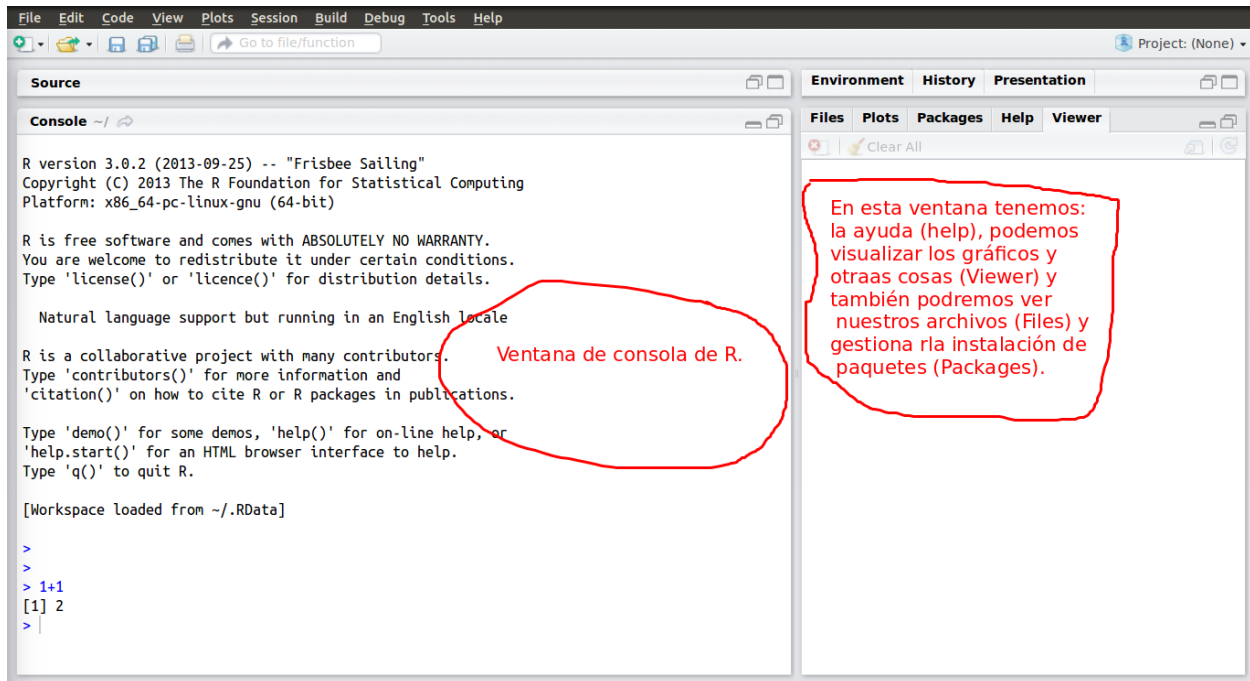 File Edit Code View Plots Session Build Debug Tools Help
Go to file/function
Project: (None)
Source
Console ~/
R version 3.0.2 (2013-09-25) -- "Frisbee Sailing"
Copyright (C) 2013 The R Foundation for Statistical Computing
Platform: x86_64-pc-linux-gnu (64-bit)
R is free software and comes with ABSOLUTELY NO WARRANTY.
You are welcome to redistribute it under certain conditions.
Type 'license()' or 'licence()' for distribution details.
Natural language support but running in an English locale
R is a collaborative project with many contributors.
Type 'contributors()' for more information and
'citation()' on how to cite R or R packages in publications.
Type 'demo()' for some demos, 'help()' for on-line help, or
'help.start()' for an HTML browser interface to help.
Type 'q()' to quit R.
[Workspace loaded from ~/.RData]
>
>
> 1+1
[1] 2
>
Ventana de consola de R.
Environment History Presentation
Files Plots Packages Help Viewer
Clear All
En esta ventana tenemos:
la ayuda (help), podemos
visualizar los gráficos y
otraas cosas (Viewer) y
también podremos ver
nuestros archivos (Files) y
gestiona rla instalación de
paquetes (Packages).